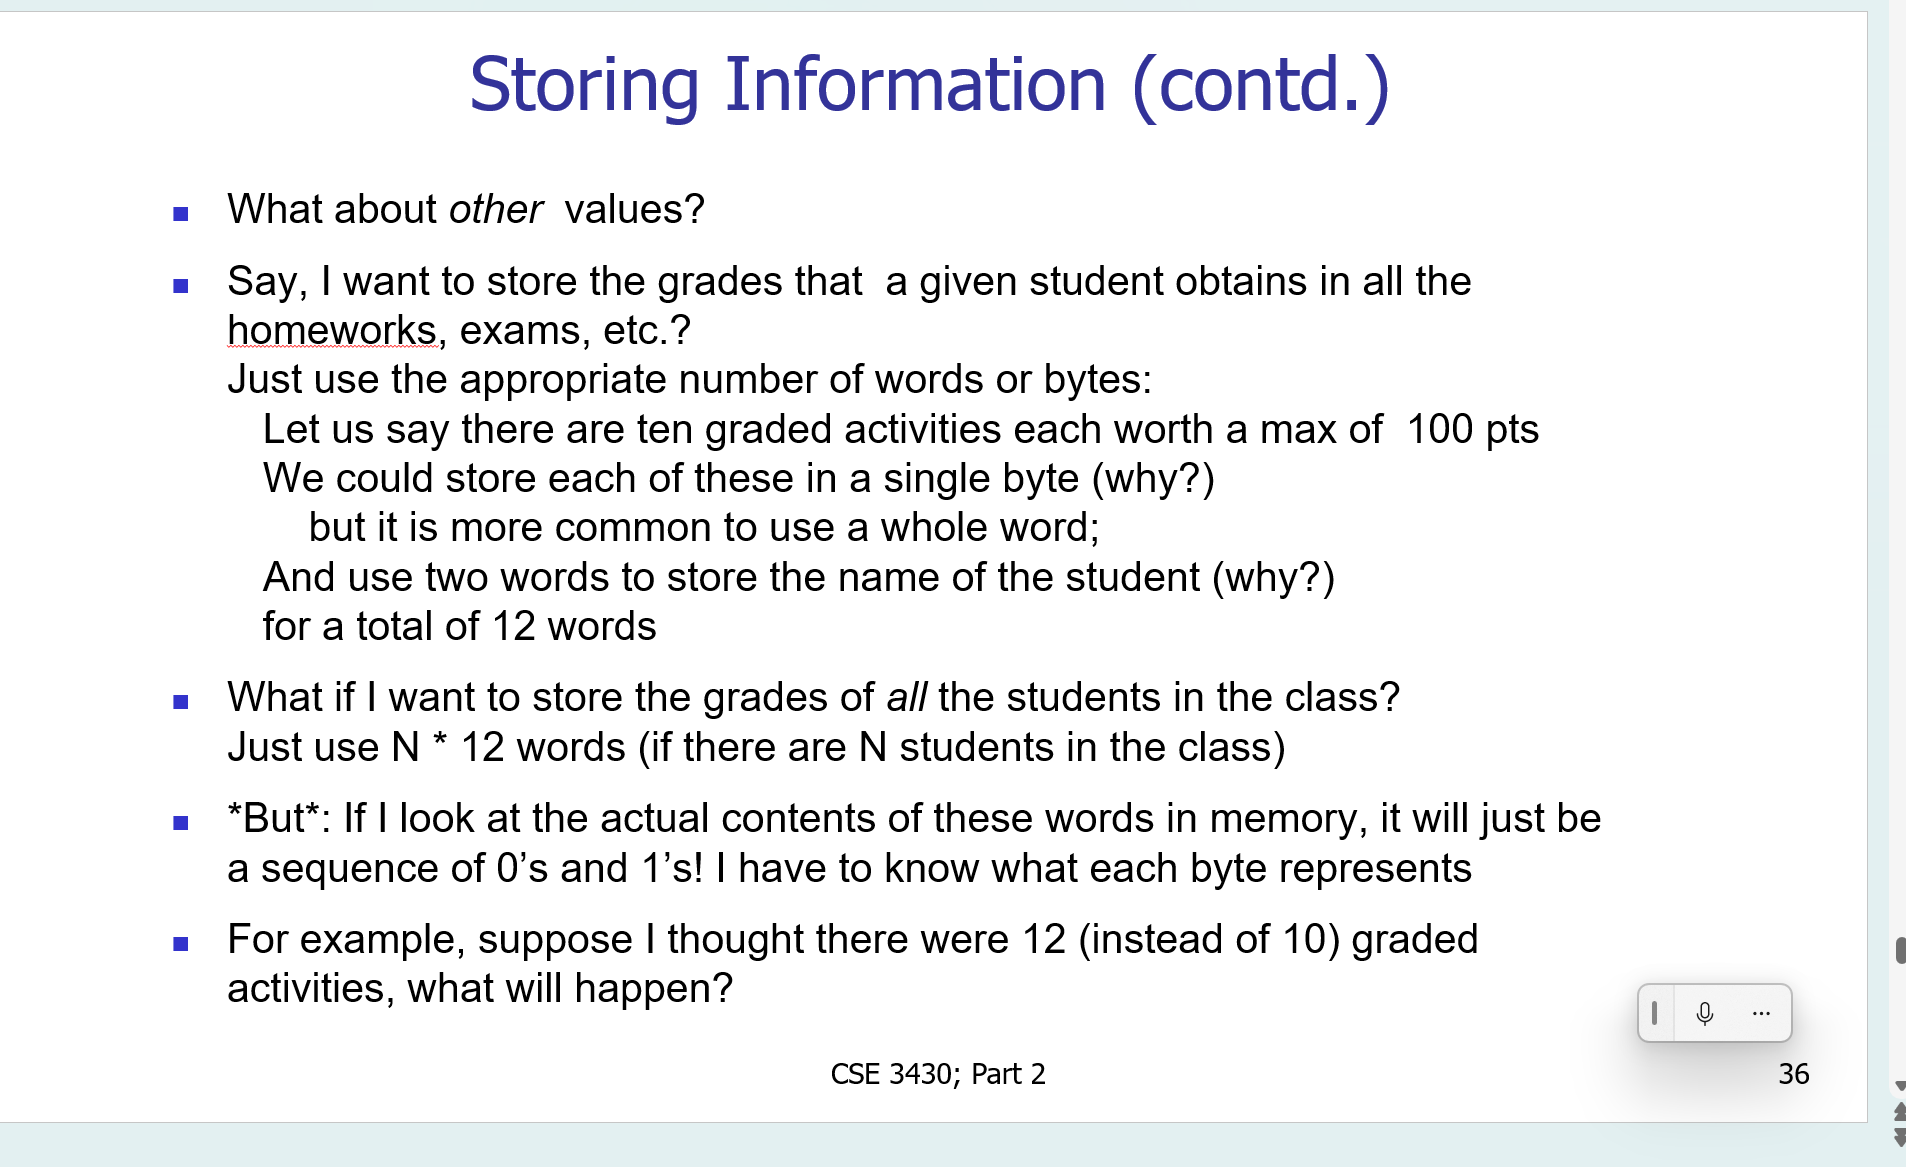 Storing Information (contd.)
What about other values?
Say, I want to store the grades that a given student obtains in all the
homeworks, exams, etc.?
Just use the appropriate number of words or bytes:
Let us say there are ten graded activities each worth a max of 100 pts
We could store each of these in a single byte (why?)
but it is more common to use a whole word;
And use two words to store the name of the student (why?)
for a total of 12 words
What if I want to store the grades of all the students in the class?
Just use N * 12 words (if there are N students in the class)
*But*: If I look at the actual contents of these words in memory, it will just be
a sequence of 0’s and 1’s! I have to know what each byte represents
For example, suppose I thought there were 12 (instead of 10) graded
activities, what will happen?
CSE 3430; Part 2
36